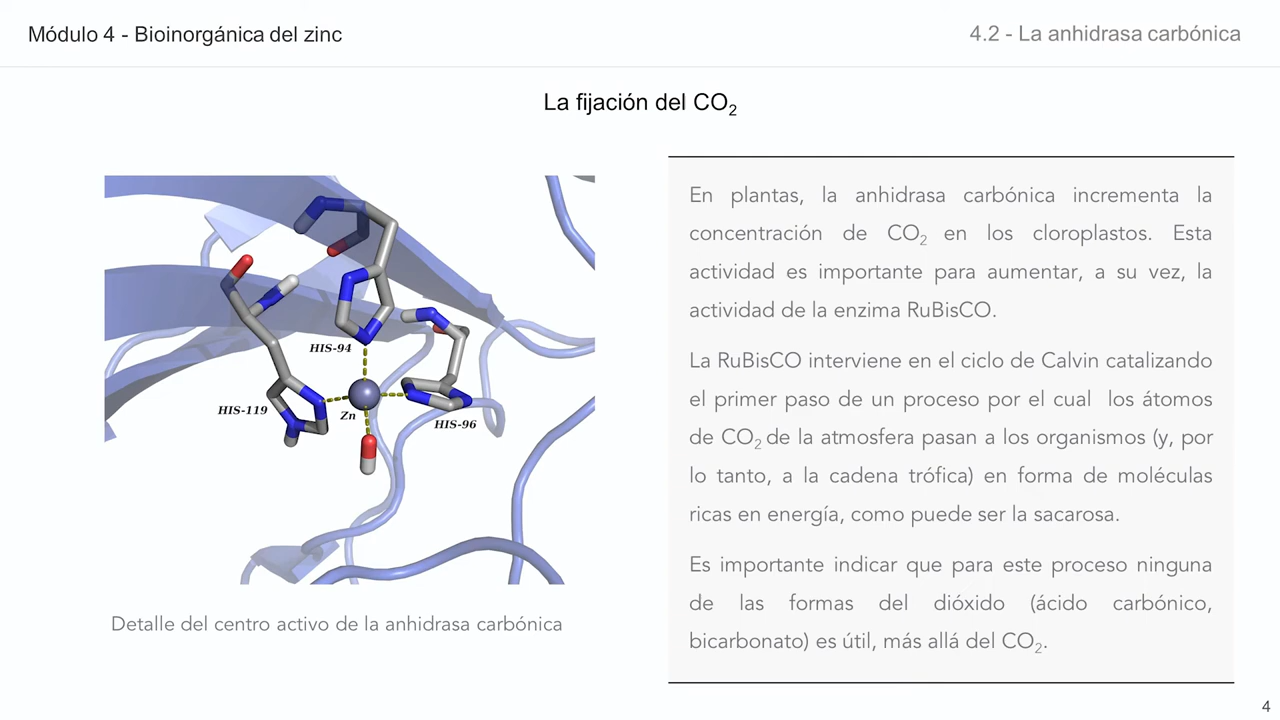 Módulo 4 - Bioinorgánica del zinc
4.2 - La anhidrasa carbónica
La fijación del CO₂
HIS-94
HIS-119
Zn
HIS-96
Detalle del centro activo de la anhidrasa carbónica
En plantas, la anhidrasa carbónica incrementa la
concentración de CO₂ en los cloroplastos. Esta
actividad es importante para aumentar, a su vez, la
actividad de la enzima RuBisCO.
La RuBisCO interviene en el ciclo de Calvin catalizando
el primer paso de un proceso por el cual los átomos
de CO₂ de la atmosfera pasan a los organismos (y, por
lo tanto, a la cadena trófica) en forma de moléculas
ricas en energía, como puede ser la sacarosa.
Es importante indicar que para este proceso ninguna
de las formas del dióxido (ácido carbónico,
bicarbonato) es útil, más allá del CO₂.
4